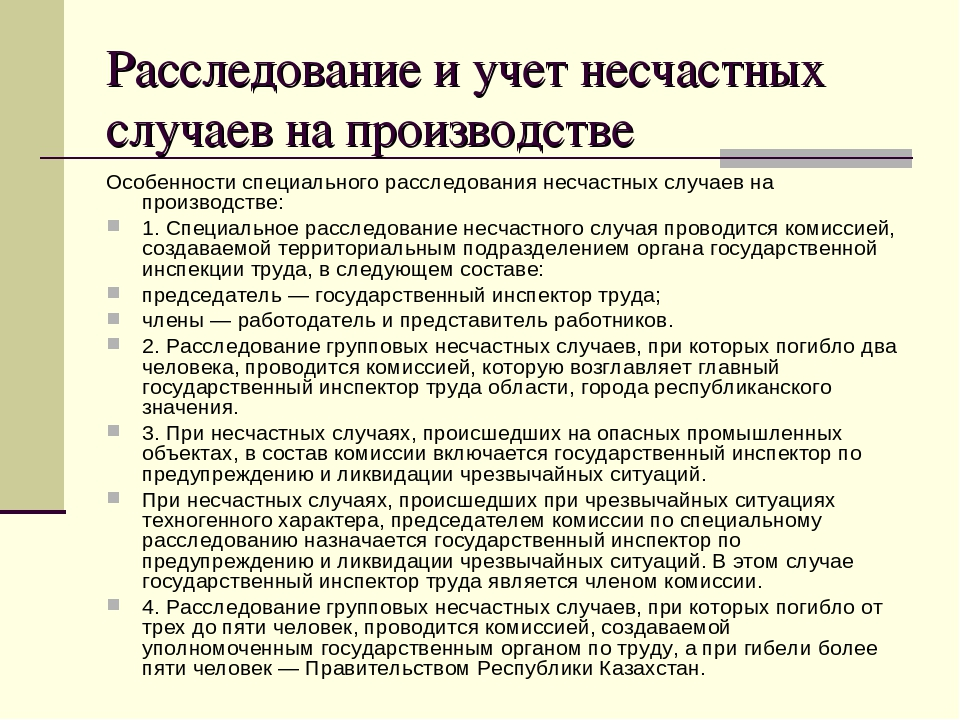 Расследование и учет несчастных
случаев на производстве
Особенности специального расследования несчастных случаев на
производстве:
1. Специальное расследование несчастного случая проводится комиссией,
создаваемой территориальным подразделением органа государственной
инспекции труда, в следующем составе:
председатель — государственный инспектор труда;
члены — работодатель и представитель работников.
2. Расследование групповых несчастных случаев, при которых погибло два
человека, проводится комиссией, которую возглавляет главный
государственный инспектор труда области, города республиканского
значения.
3. При несчастных случаях, происшедших на опасных промышленных
объектах, в состав комиссии включается государственный инспектор по
предупреждению и ликвидации чрезвычайных ситуаций.
При несчастных случаях, происшедших при чрезвычайных ситуациях
техногенного характера, председателем комиссии по специальному
расследованию назначается государственный инспектор по
предупреждению и ликвидации чрезвычайных ситуаций. В этом случае
государственный инспектор труда является членом комиссии.
4. Расследование групповых несчастных случаев, при которых погибло от
трех до пяти человек, проводится комиссией, создаваемой
уполномоченным государственным органом по труду, а при гибели более
пяти человек — Правительством Республики Казахстан.